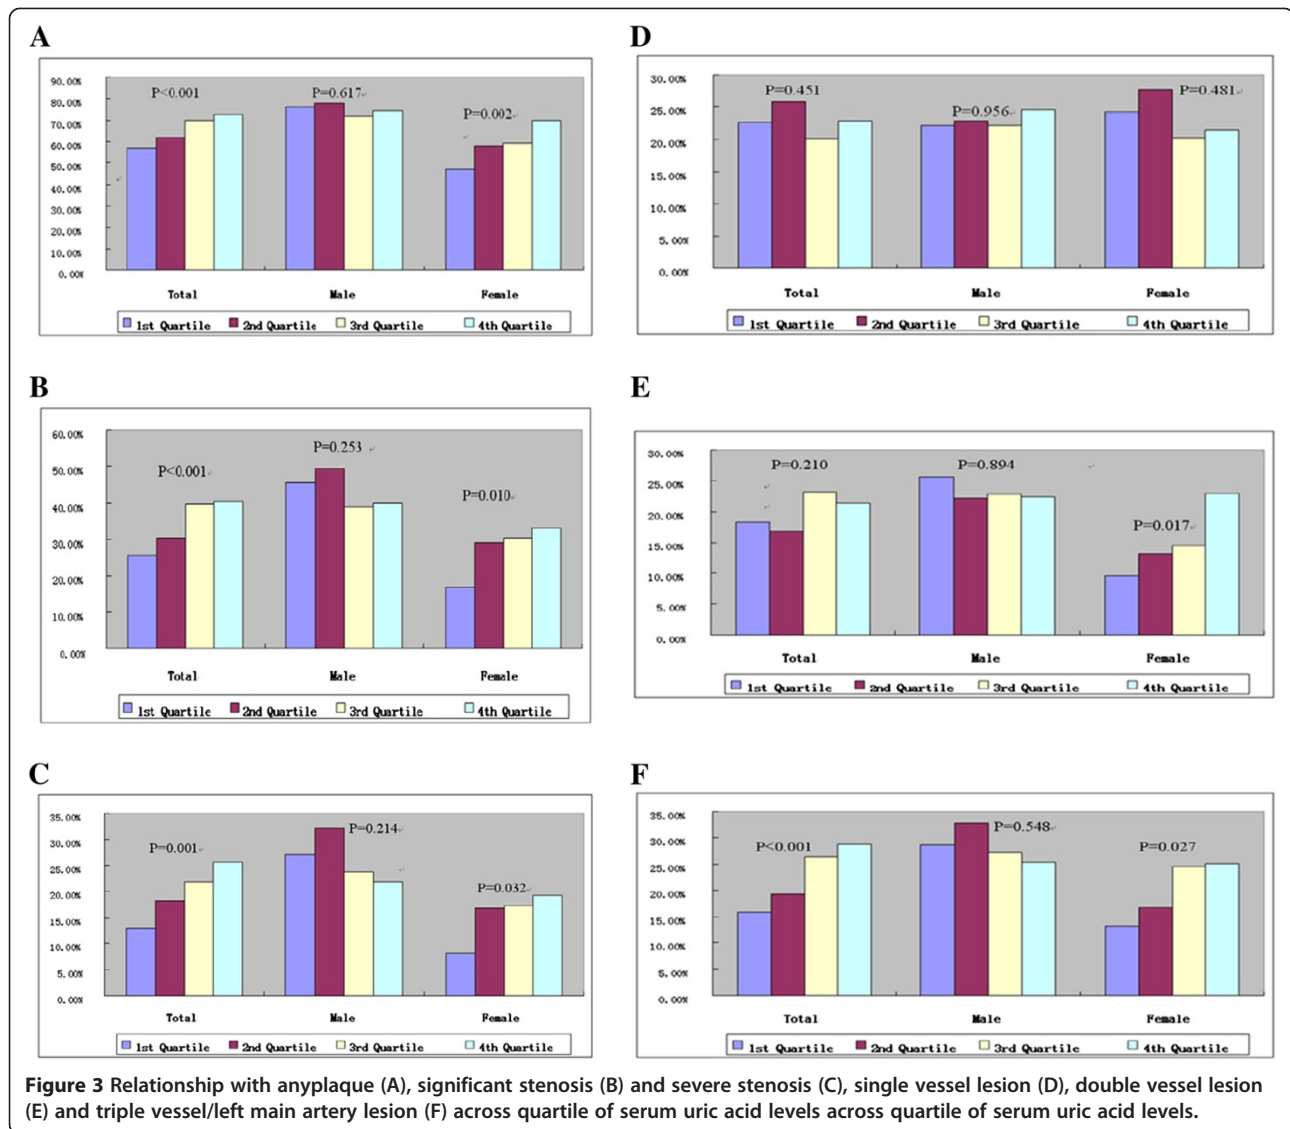 A
90.00%
80.00%
70.00%
60.00%
50.00%
40.00%
30.00%
20.00%
10.00%
0.00%
P<0.001
P=0.617
P=0.002
Total Male Female
1st Quartile 2nd Quartile 3rd Quartile 4th Quartile
D
30.00%
25.00%
20.00%
15.00%
10.00%
5.00%
0.00%
P=0.451
P=0.956
P=0.481
Total Male Female
1st Quartile 2nd Quartile 3rd Quartile 4th Quartile
B
60.00%
50.00%
40.00%
30.00%
20.00%
10.00%
0.00%
P<0.001
P=0.253
P=0.010
Total Male Female
1st Quartile 2nd Quartile 3rd Quartile 4th Quartile
E
30.00%
25.00%
20.00%
15.00%
10.00%
5.00%
0.00%
P=0.210
P=0.894
P=0.017
Total Male Female
1st Quartile 2nd Quartile 3rd Quartile 4th Quartile
C
35.00%
30.00%
25.00%
20.00%
15.00%
10.00%
5.00%
0.00%
P=0.001
P=0.214
P=0.032
Total Male Female
1st Quartile 2nd Quartile 3rd Quartile 4th Quartile
F
35.00%
30.00%
25.00%
20.00%
15.00%
10.00%
5.00%
0.00%
P<0.001
P=0.548
P=0.027
Total Male Female
1st Quartile 2nd Quartile 3rd Quartile 4th Quartile
Figure 3 Relationship with anyplaque (A), significant stenosis (B) and severe stenosis (C), single vessel lesion (D), double vessel lesion
(E) and triple vessel/left main artery lesion (F) across quartile of serum uric acid levels across quartile of serum uric acid levels.